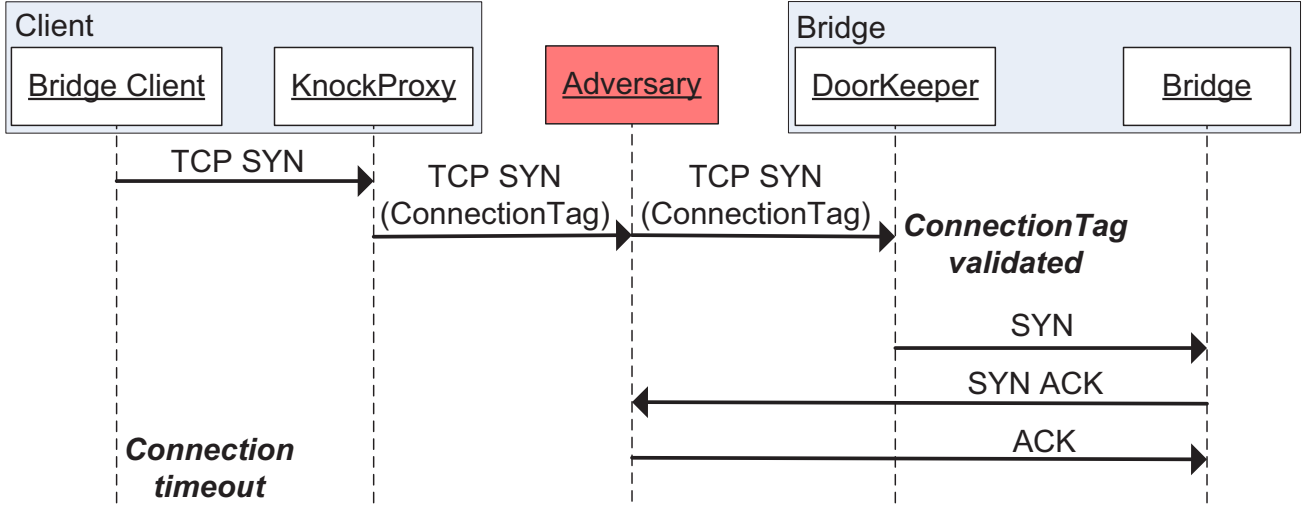 Client
Bridge
Bridge Client
KnockProxy
Adversary
DoorKeeper
Bridge
TCP SYN
TCP SYN
(ConnectionTag)
TCP SYN
(ConnectionTag)
ConnectionTag
validated
SYN
SYN ACK
ACK
Connection
timeout